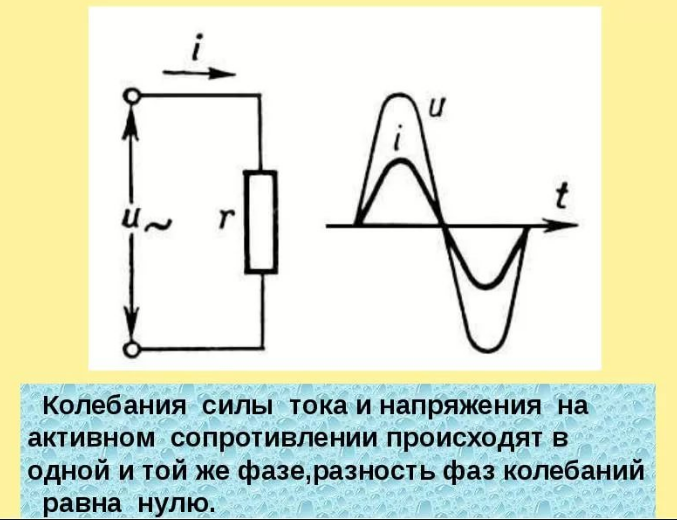 i
u
i
t
u~ r
Колебания силы тока и напряжения на
активном сопротивлении происходят в
одной и той же фазе,разность фаз колебаний
равна нулю.